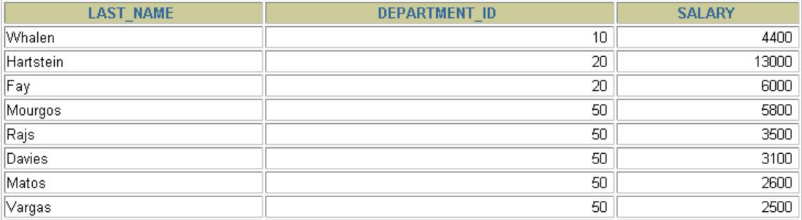 LAST_NAME DEPARTMENT_ID SALARY
Whalen 10 4400
Hartstein 20 13000
Fay 20 6000
Mourgos 50 5800
Rajs 50 3500
Davies 50 3100
Matos 50 2600
Vargas 50 2500